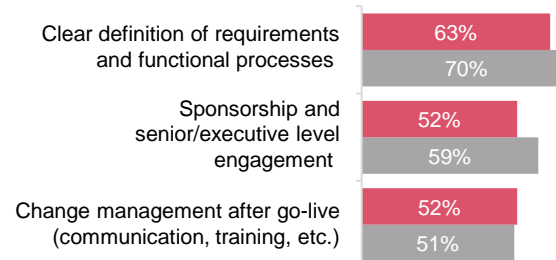 Clear definition of requirements
and functional processes
63%
70%
Sponsorship and
senior/executive level
engagement
52%
59%
Change management after go-live
(communication, training, etc.)
52%
51%